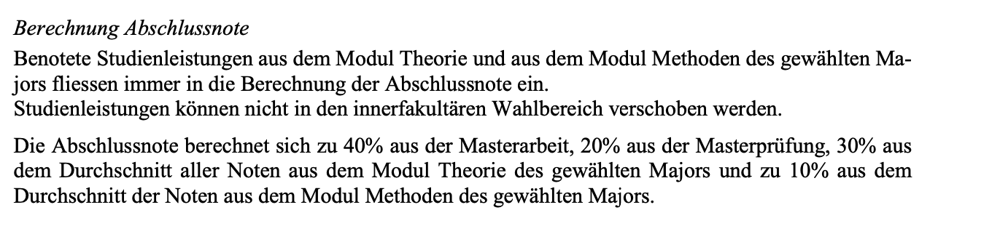 Berechnung Abschlussnote
Benotete Studienleistungen aus dem Modul Theorie und aus dem Modul Methoden des gewählten Ma-
jors fliessen immer in die Berechnung der Abschlussnote ein.
Studienleistungen können nicht in den innerfakultären Wahlbereich verschoben werden.
Die Abschlussnote berechnet sich zu 40% aus der Masterarbeit, 20% aus der Masterprüfung, 30% aus
dem Durchschnitt aller Noten aus dem Modul Theorie des gewählten Majors und zu 10% aus dem
Durchschnitt der Noten aus dem Modul Methoden des gewählten Majors.